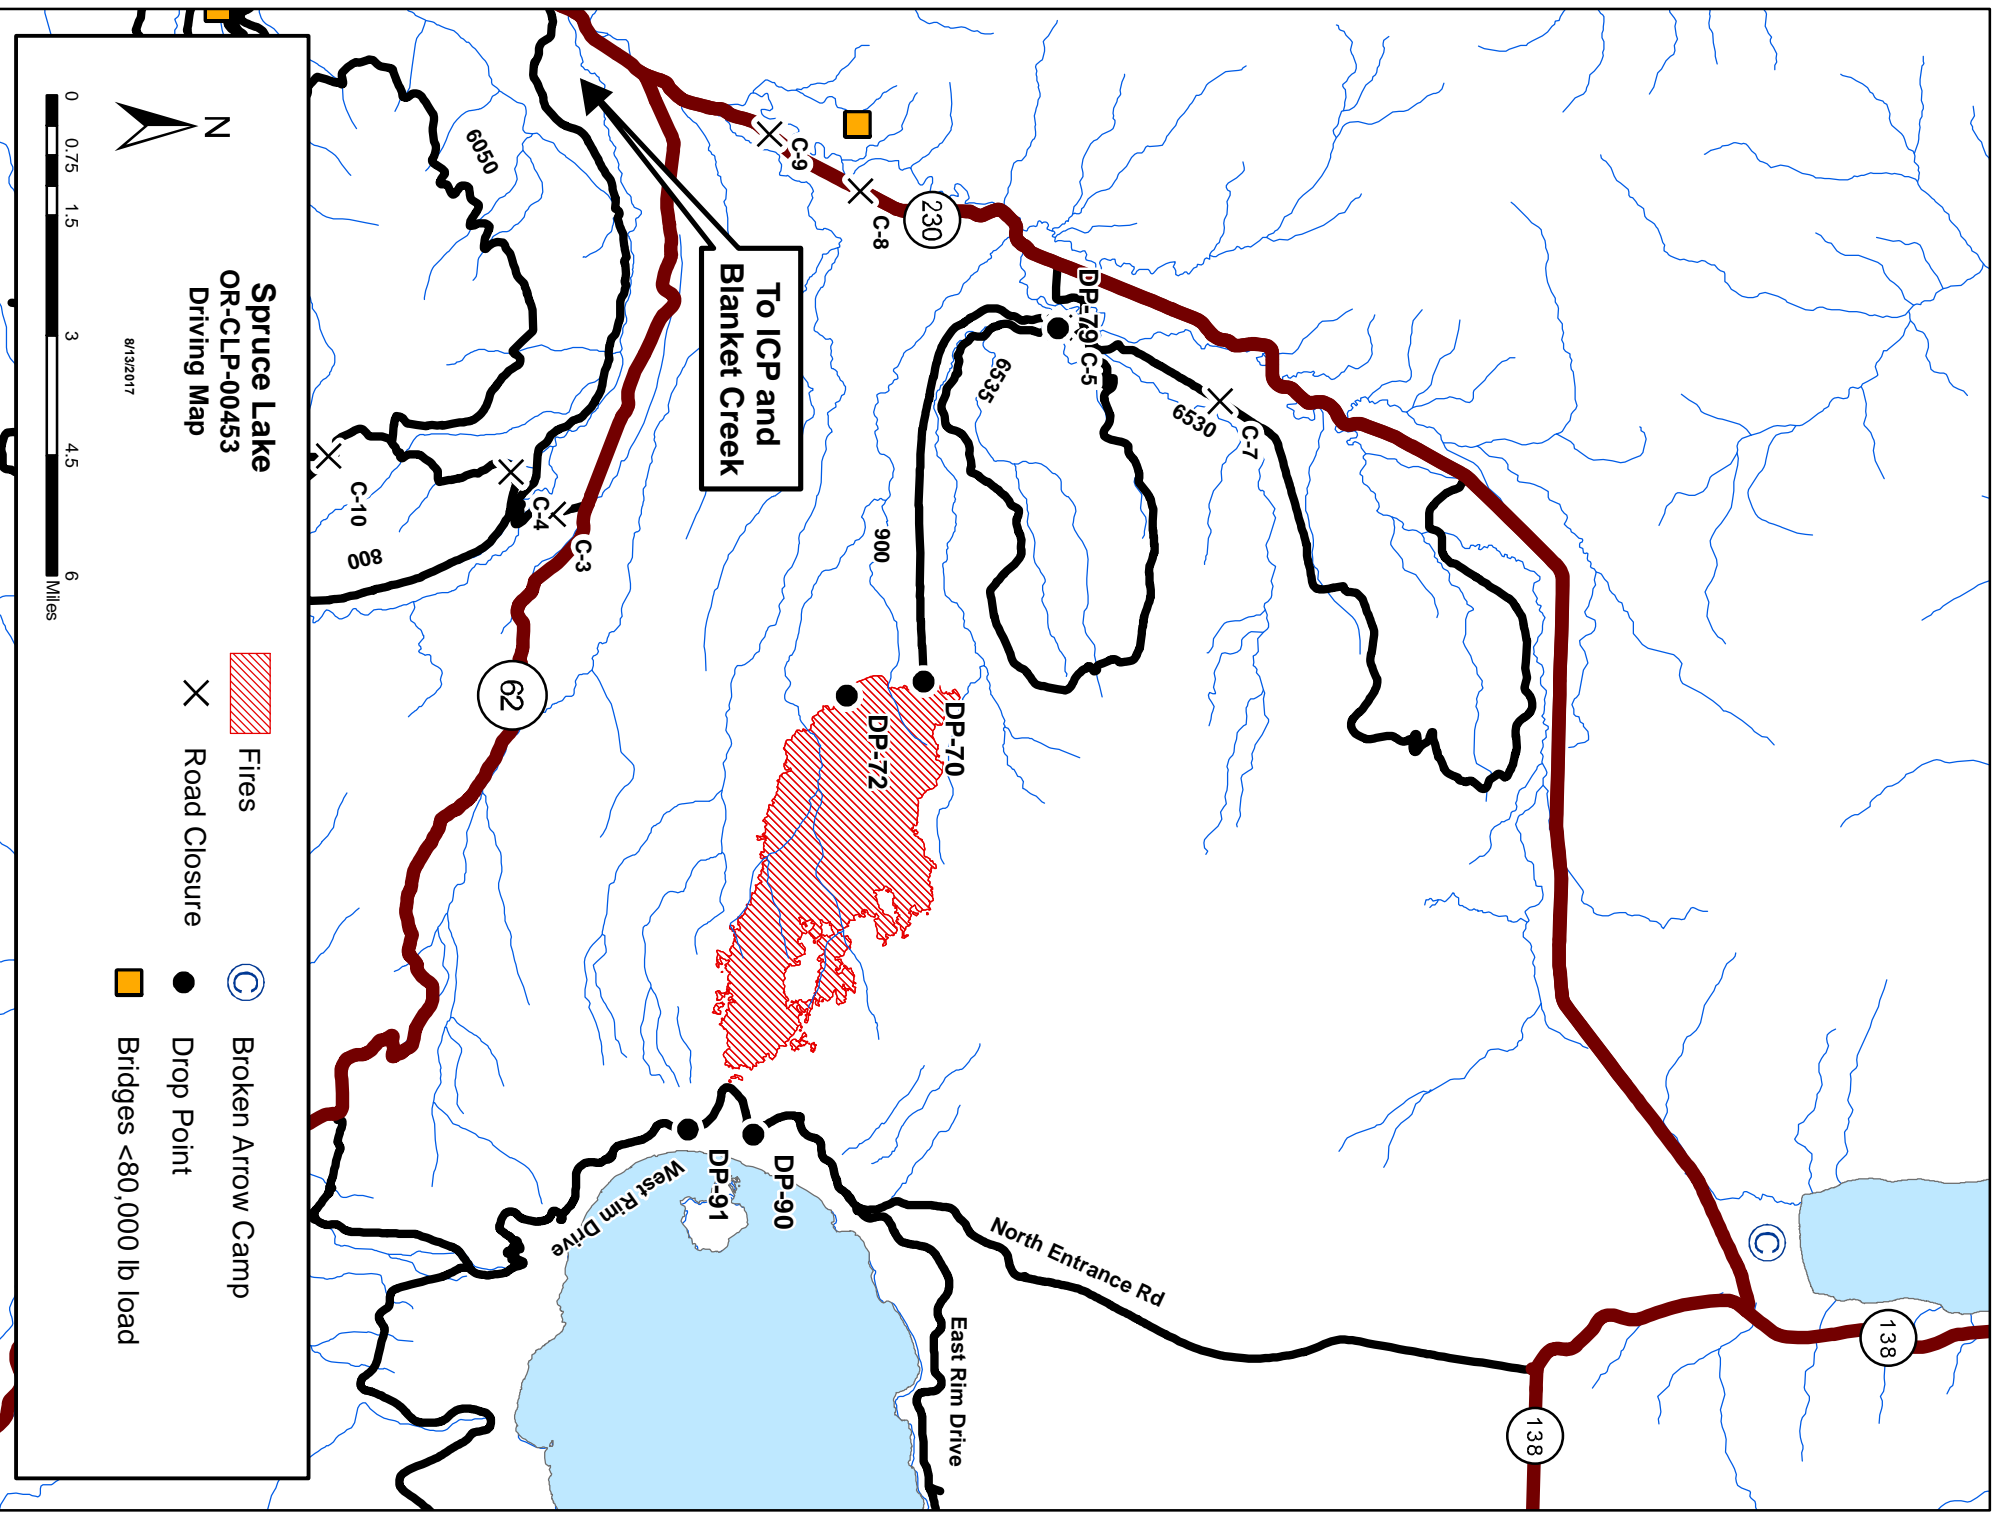 Spruce Lake
OR-CLP-00453
Driving Map
8/13/2017
N
0
0.75
1.5
3
4.5
6
Miles
Fires
Road Closure
Broken Arrow Camp
Drop Point
Bridges <80,000 lb load
To ICP and
Blanket Creek
138
138
North Entrance Rd
East Rim Drive
West Rim Drive
DP-90
DP-91
DP-70
DP-72
DP-79
C-5
C-7
6530
6535
900
230
C-8
C-9
62
C-3
C-4
C-10
800
6050
C
C